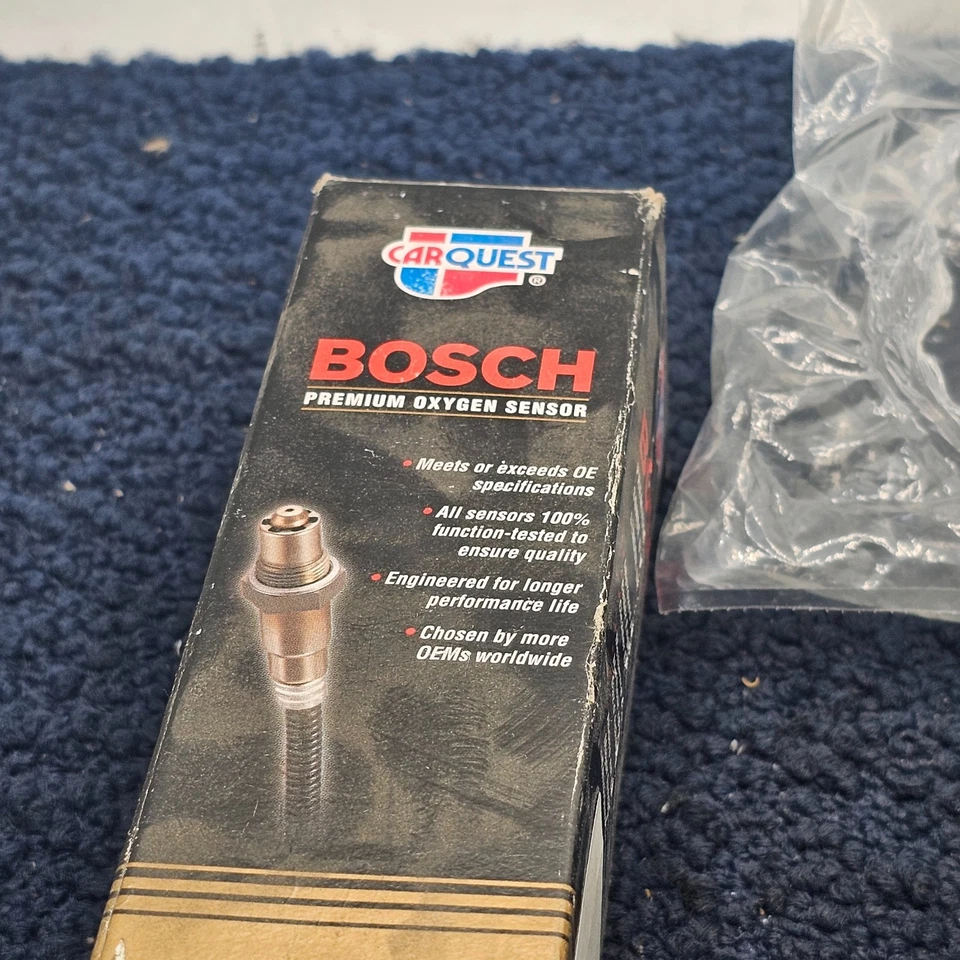 CARQUEST
®
BOSCH
PREMIUM OXYGEN SENSOR
• Meets or exceeds OE
specifications
• All sensors 100%
function-tested to
ensure quality
• Engineered for longer
performance life
• Chosen by more
OEMs worldwide